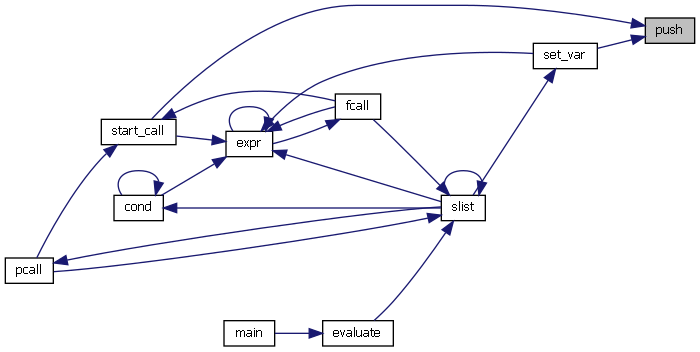 push
set_var
fcall
start_call
expr
cond
slist
pcall
main
evaluate